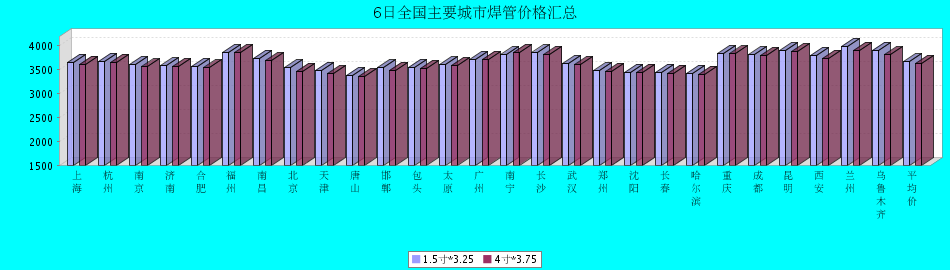 6日全国主要城市焊管价格汇总
4000
3500
3000
2500
2000
1500
上海
杭州
南京
济南
合肥
福州
南昌
北京
天津
唐山
邯郸
包头
太原
广州
南宁
长沙
武汉
郑州
沈阳
长春
哈尔滨
重庆
成都
昆明
西安
兰州
乌鲁木齐
平均价
1.5寸*3.25 4寸*3.75